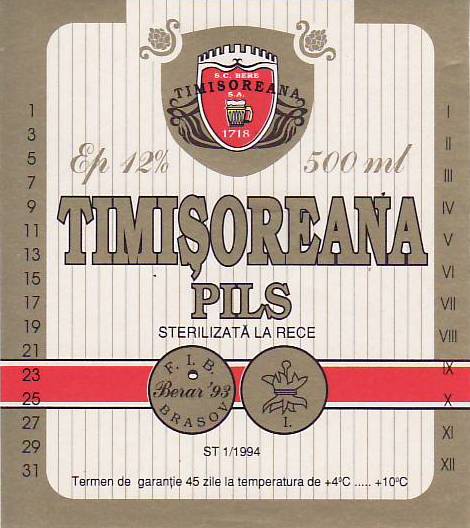 S.C. BERE
TIMISOREANA
S.A.
1718
Ep 12% 500 ml
TIMIŞOREANA
PILS
STERILIZATĂ LA RECE
F. I. B.
Berar '93
BRASOV
I.
ST 1/1994
Termen de garanţie 45 zile la temperatura de +4ºC ..... +10ºC
1
3
5
7
9
11
13
15
17
19
21
23
25
27
29
31
I
II
III
IV
V
VI
VII
VIII
IX
X
XI
XII